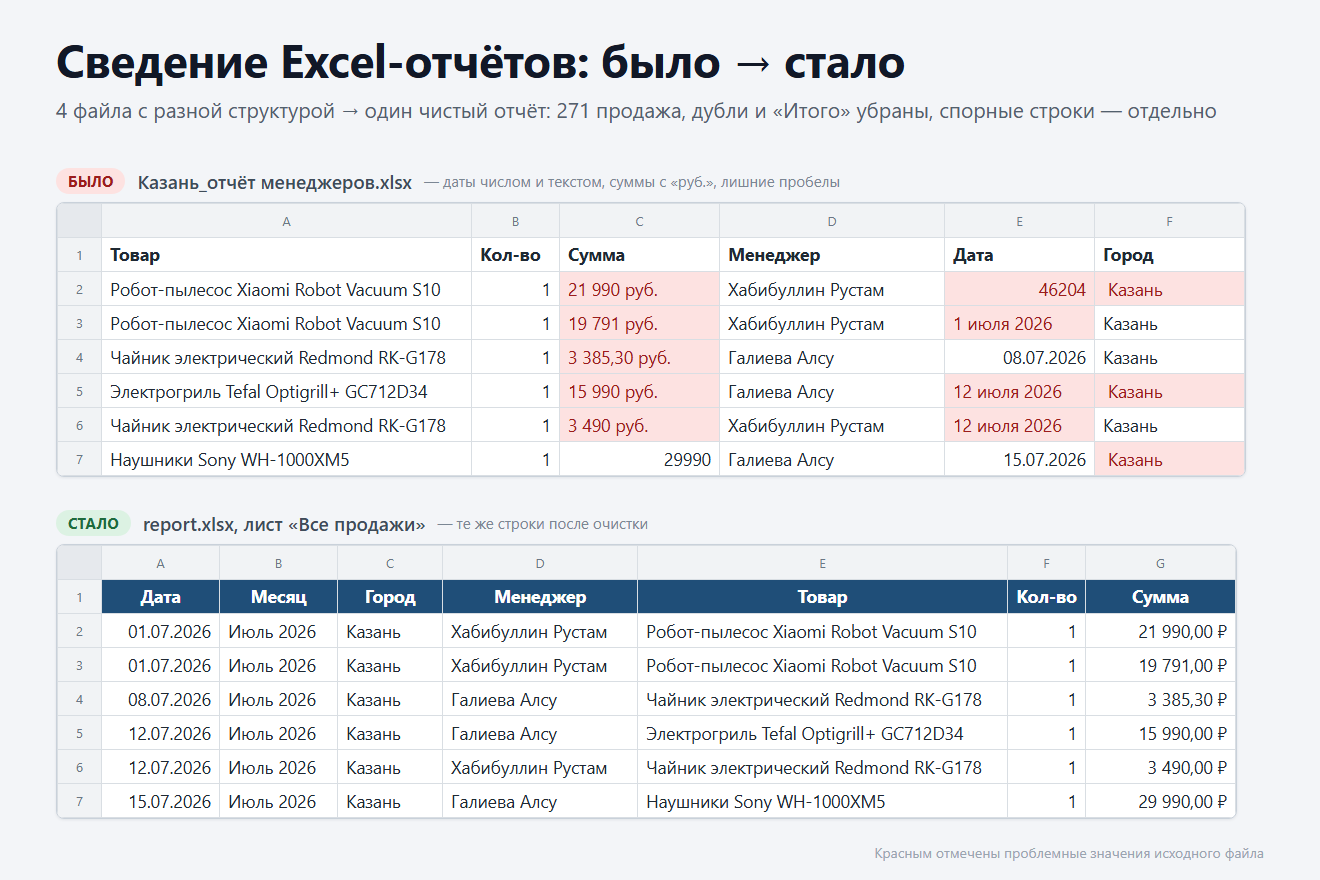 Сведение Excel-отчётов: было → стало
4 файла с разной структурой → один чистый отчёт: 271 продажа, дубли и «Итого» убраны, спорные строки — отдельно
БЫЛО Казань_отчёт менеджеров.xlsx — даты числом и текстом, суммы с «руб.», лишние пробелы
A B C D E F
1 Товар Кол-во Сумма Менеджер Дата Город
2 Робот-пылесос Xiaomi Robot Vacuum S10 1 21 990 руб. Хабибуллин Рустам 46204 Казань
3 Робот-пылесос Xiaomi Robot Vacuum S10 1 19 791 руб. Хабибуллин Рустам 1 июля 2026 Казань
4 Чайник электрический Redmond RK-G178 1 3 385,30 руб. Галиева Алсу 08.07.2026 Казань
5 Электрогриль Tefal Optigrill+ GC712D34 1 15 990 руб. Галиева Алсу 12 июля 2026 Казань
6 Чайник электрический Redmond RK-G178 1 3 490 руб. Хабибуллин Рустам 12 июля 2026 Казань
7 Наушники Sony WH-1000XM5 1 29990 Галиева Алсу 15.07.2026 Казань
СТАЛО report.xlsx, лист «Все продажи» — те же строки после очистки
A B C D E F G
1 Дата Месяц Город Менеджер Товар Кол-во Сумма
2 01.07.2026 Июль 2026 Казань Хабибуллин Рустам Робот-пылесос Xiaomi Robot Vacuum S10 1 21 990,00 ₽
3 01.07.2026 Июль 2026 Казань Хабибуллин Рустам Робот-пылесос Xiaomi Robot Vacuum S10 1 19 791,00 ₽
4 08.07.2026 Июль 2026 Казань Галиева Алсу Чайник электрический Redmond RK-G178 1 3 385,30 ₽
5 12.07.2026 Июль 2026 Казань Галиева Алсу Электрогриль Tefal Optigrill+ GC712D34 1 15 990,00 ₽
6 12.07.2026 Июль 2026 Казань Хабибуллин Рустам Чайник электрический Redmond RK-G178 1 3 490,00 ₽
7 15.07.2026 Июль 2026 Казань Галиева Алсу Наушники Sony WH-1000XM5 1 29 990,00 ₽
Красным отмечены проблемные значения исходного файла